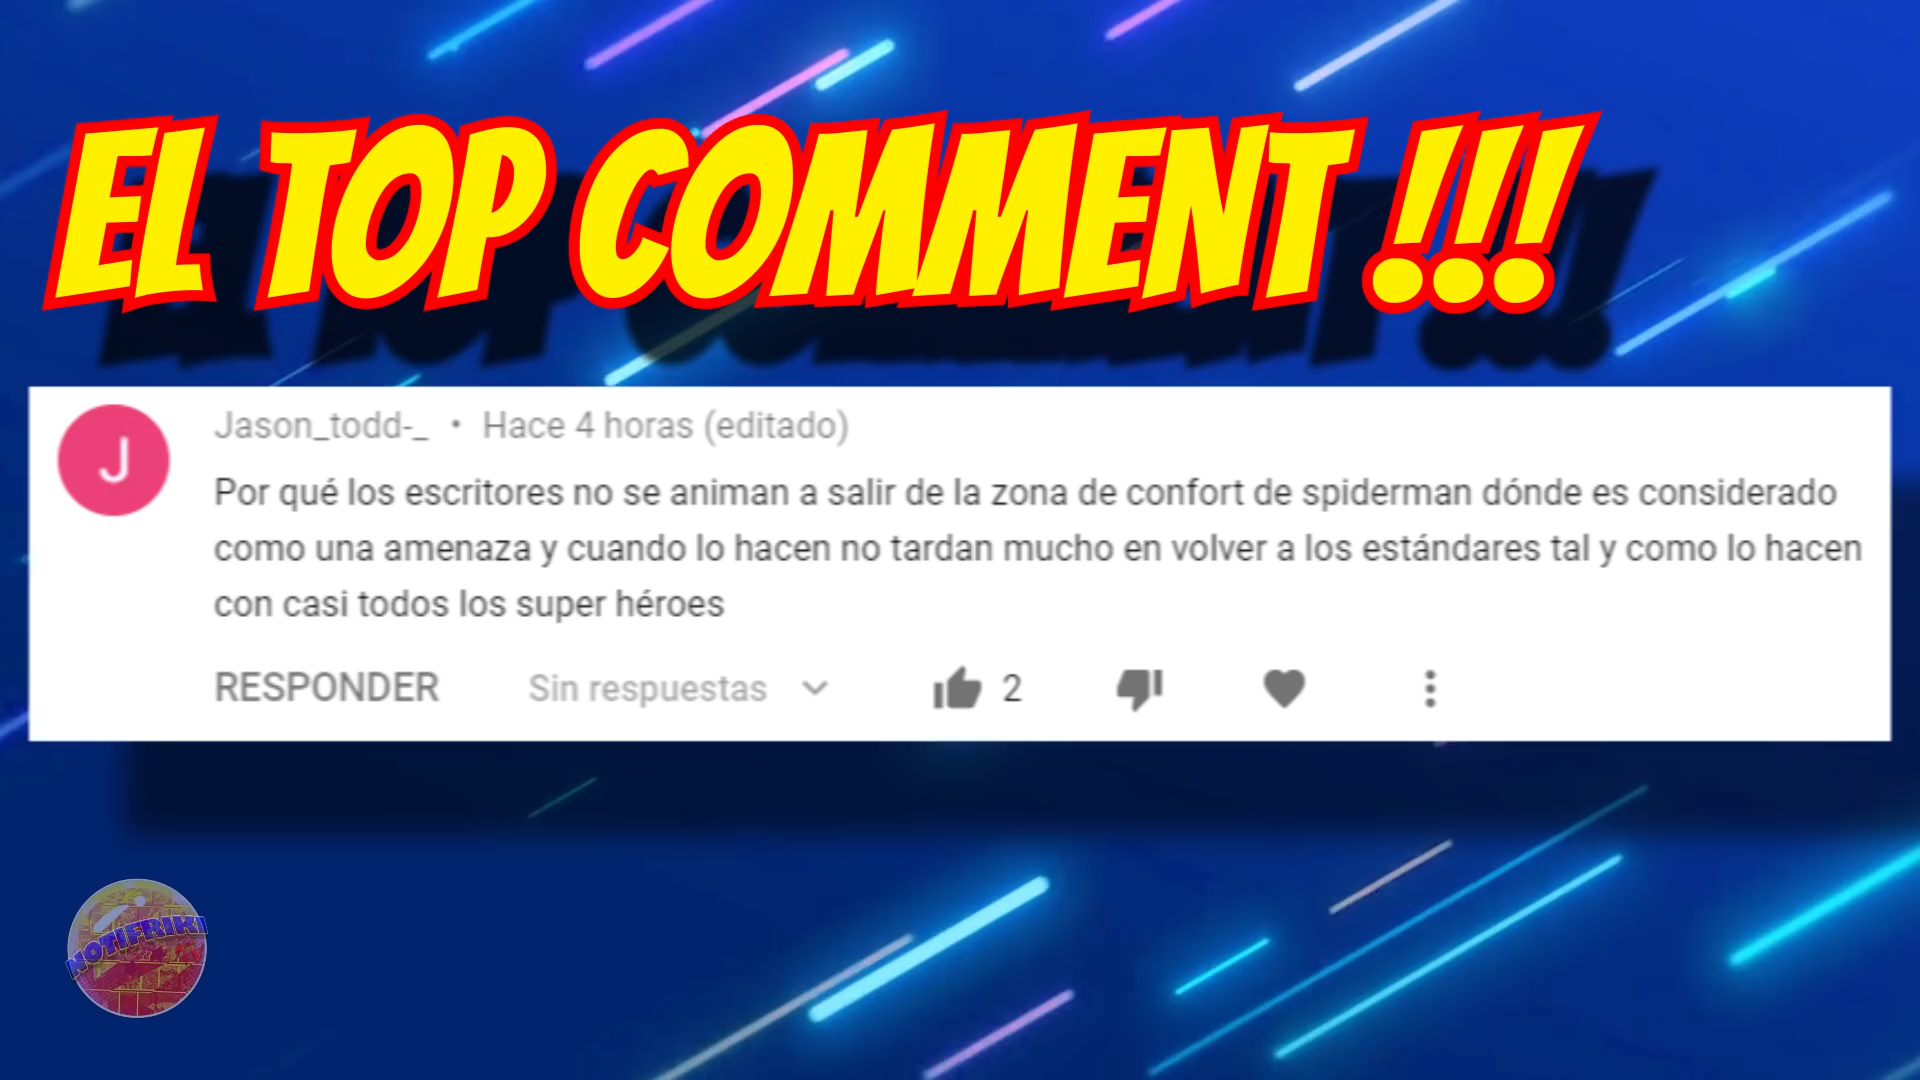 EL TOP COMMENT !!!
Jason_todd-_ • Hace 4 horas (editado)
J
Por qué los escritores no se animan a salir de la zona de confort de spiderman dónde es considerado
como una amenaza y cuando lo hacen no tardan mucho en volver a los estándares tal y como lo hacen
con casi todos los super héroes
RESPONDER Sin respuestas 2
NOTIFRIKI
TV